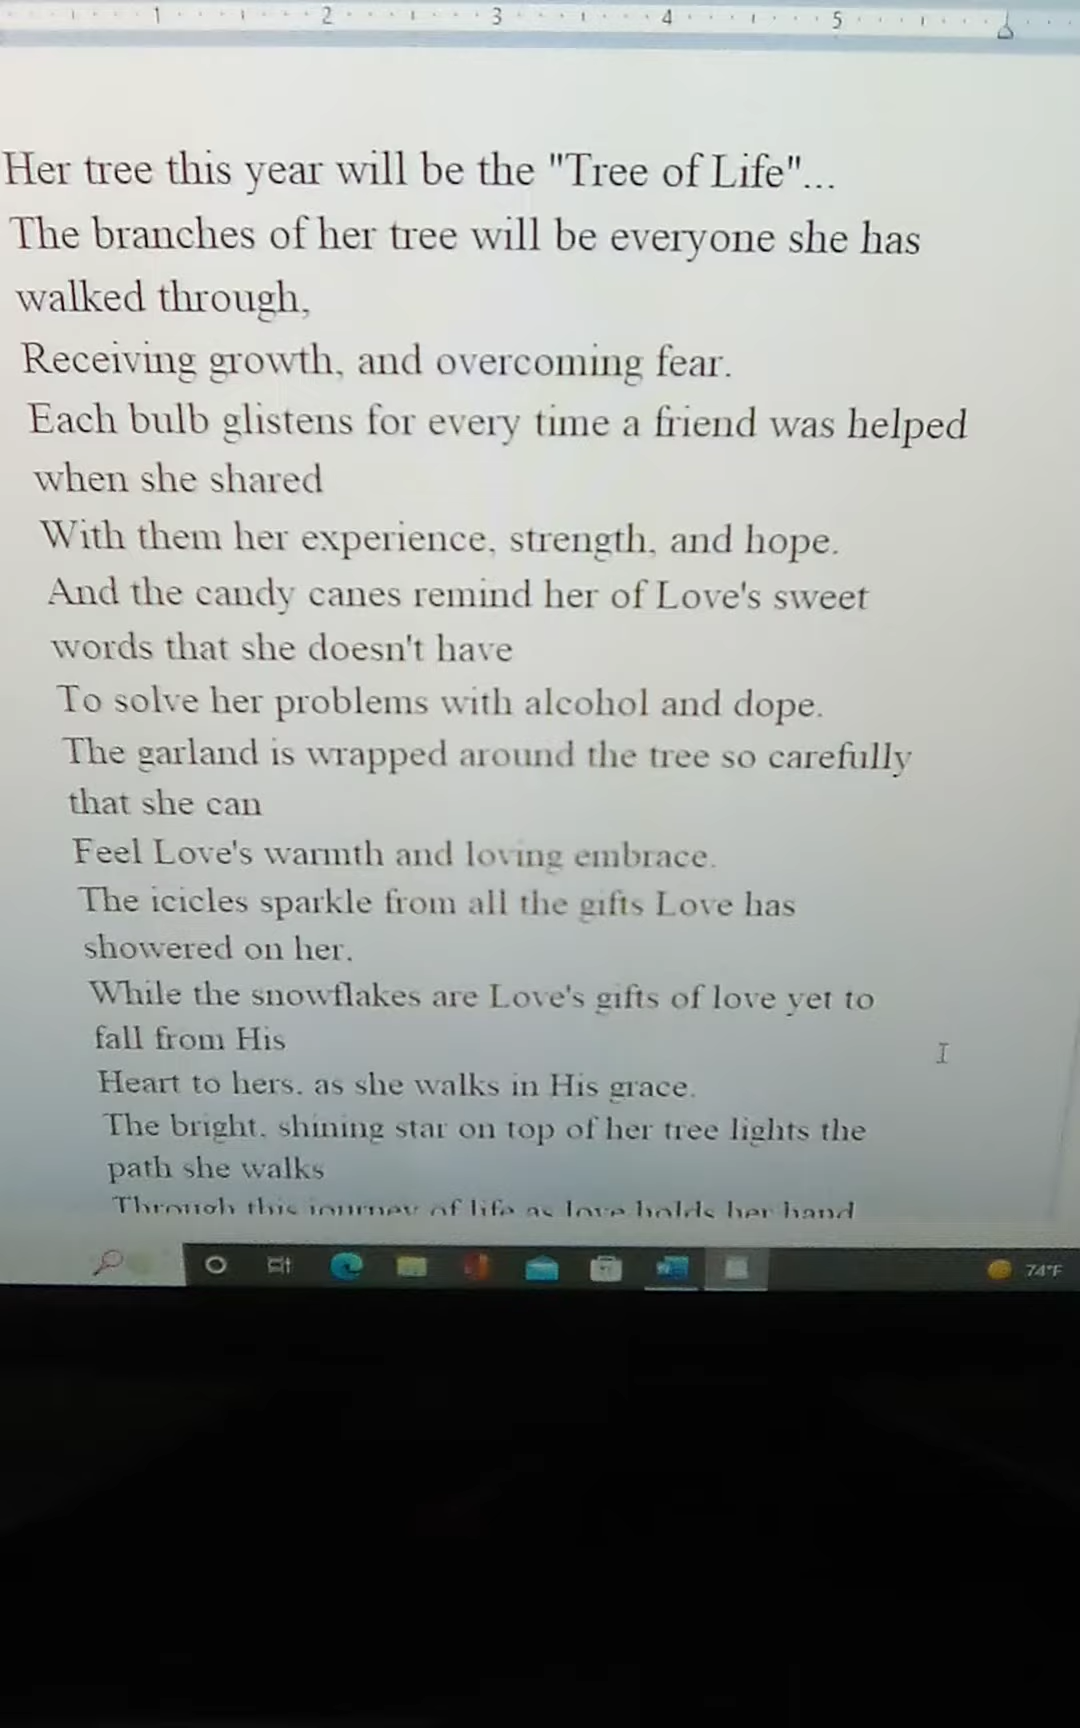 1 2 3 4 5
Her tree this year will be the "Tree of Life"...
The branches of her tree will be everyone she has
walked through,
Receiving growth, and overcoming fear.
Each bulb glistens for every time a friend was helped
when she shared
With them her experience, strength, and hope.
And the candy canes remind her of Love's sweet
words that she doesn't have
To solve her problems with alcohol and dope.
The garland is wrapped around the tree so carefully
that she can
Feel Love's warmth and loving embrace.
The icicles sparkle from all the gifts Love has
showered on her,
While the snowflakes are Love's gifts of love yet to
fall from His
Heart to hers, as she walks in His grace.
The bright, shining star on top of her tree lights the
path she walks
Through this journey of life as love holds her hand
74°F